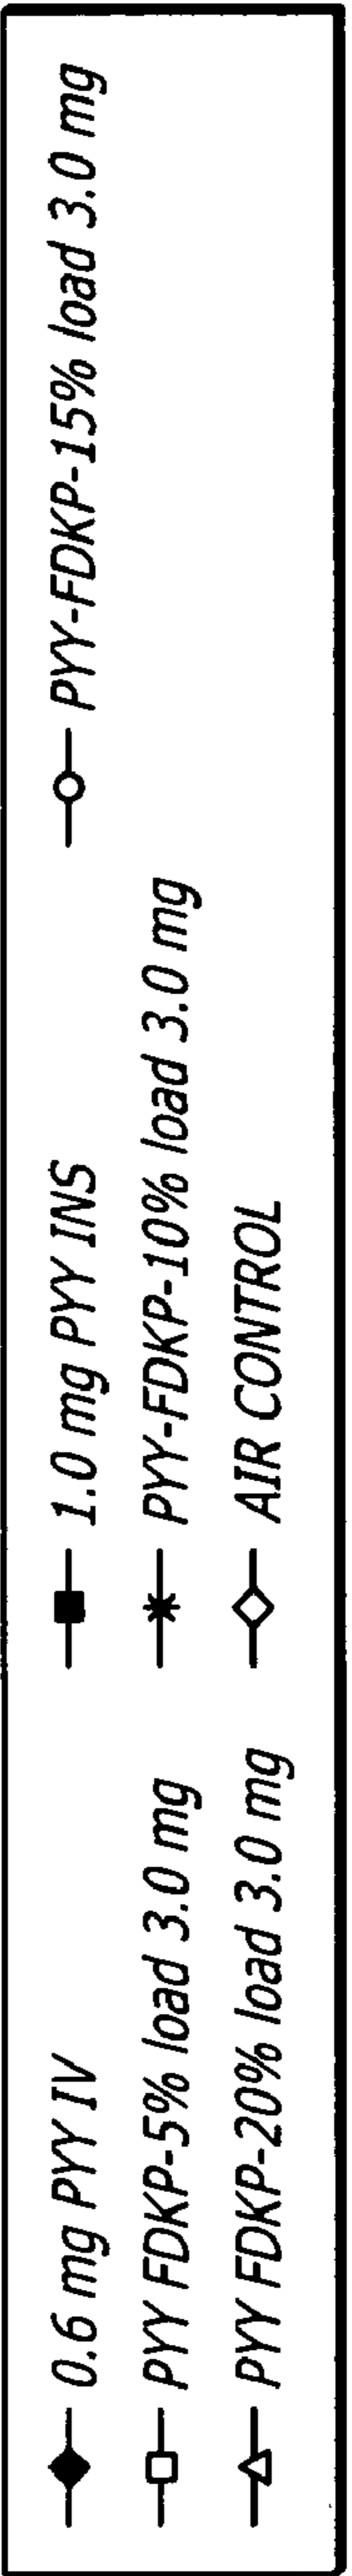 0.6 mg PYY IV
1.0 mg PYY INS
PYY FDKP-5% load 3.0 mg
PYY-FDKP-10% load 3.0 mg
PYY-FDKP-15% load 3.0 mg
PYY FDKP-20% load 3.0 mg
AIR CONTROL